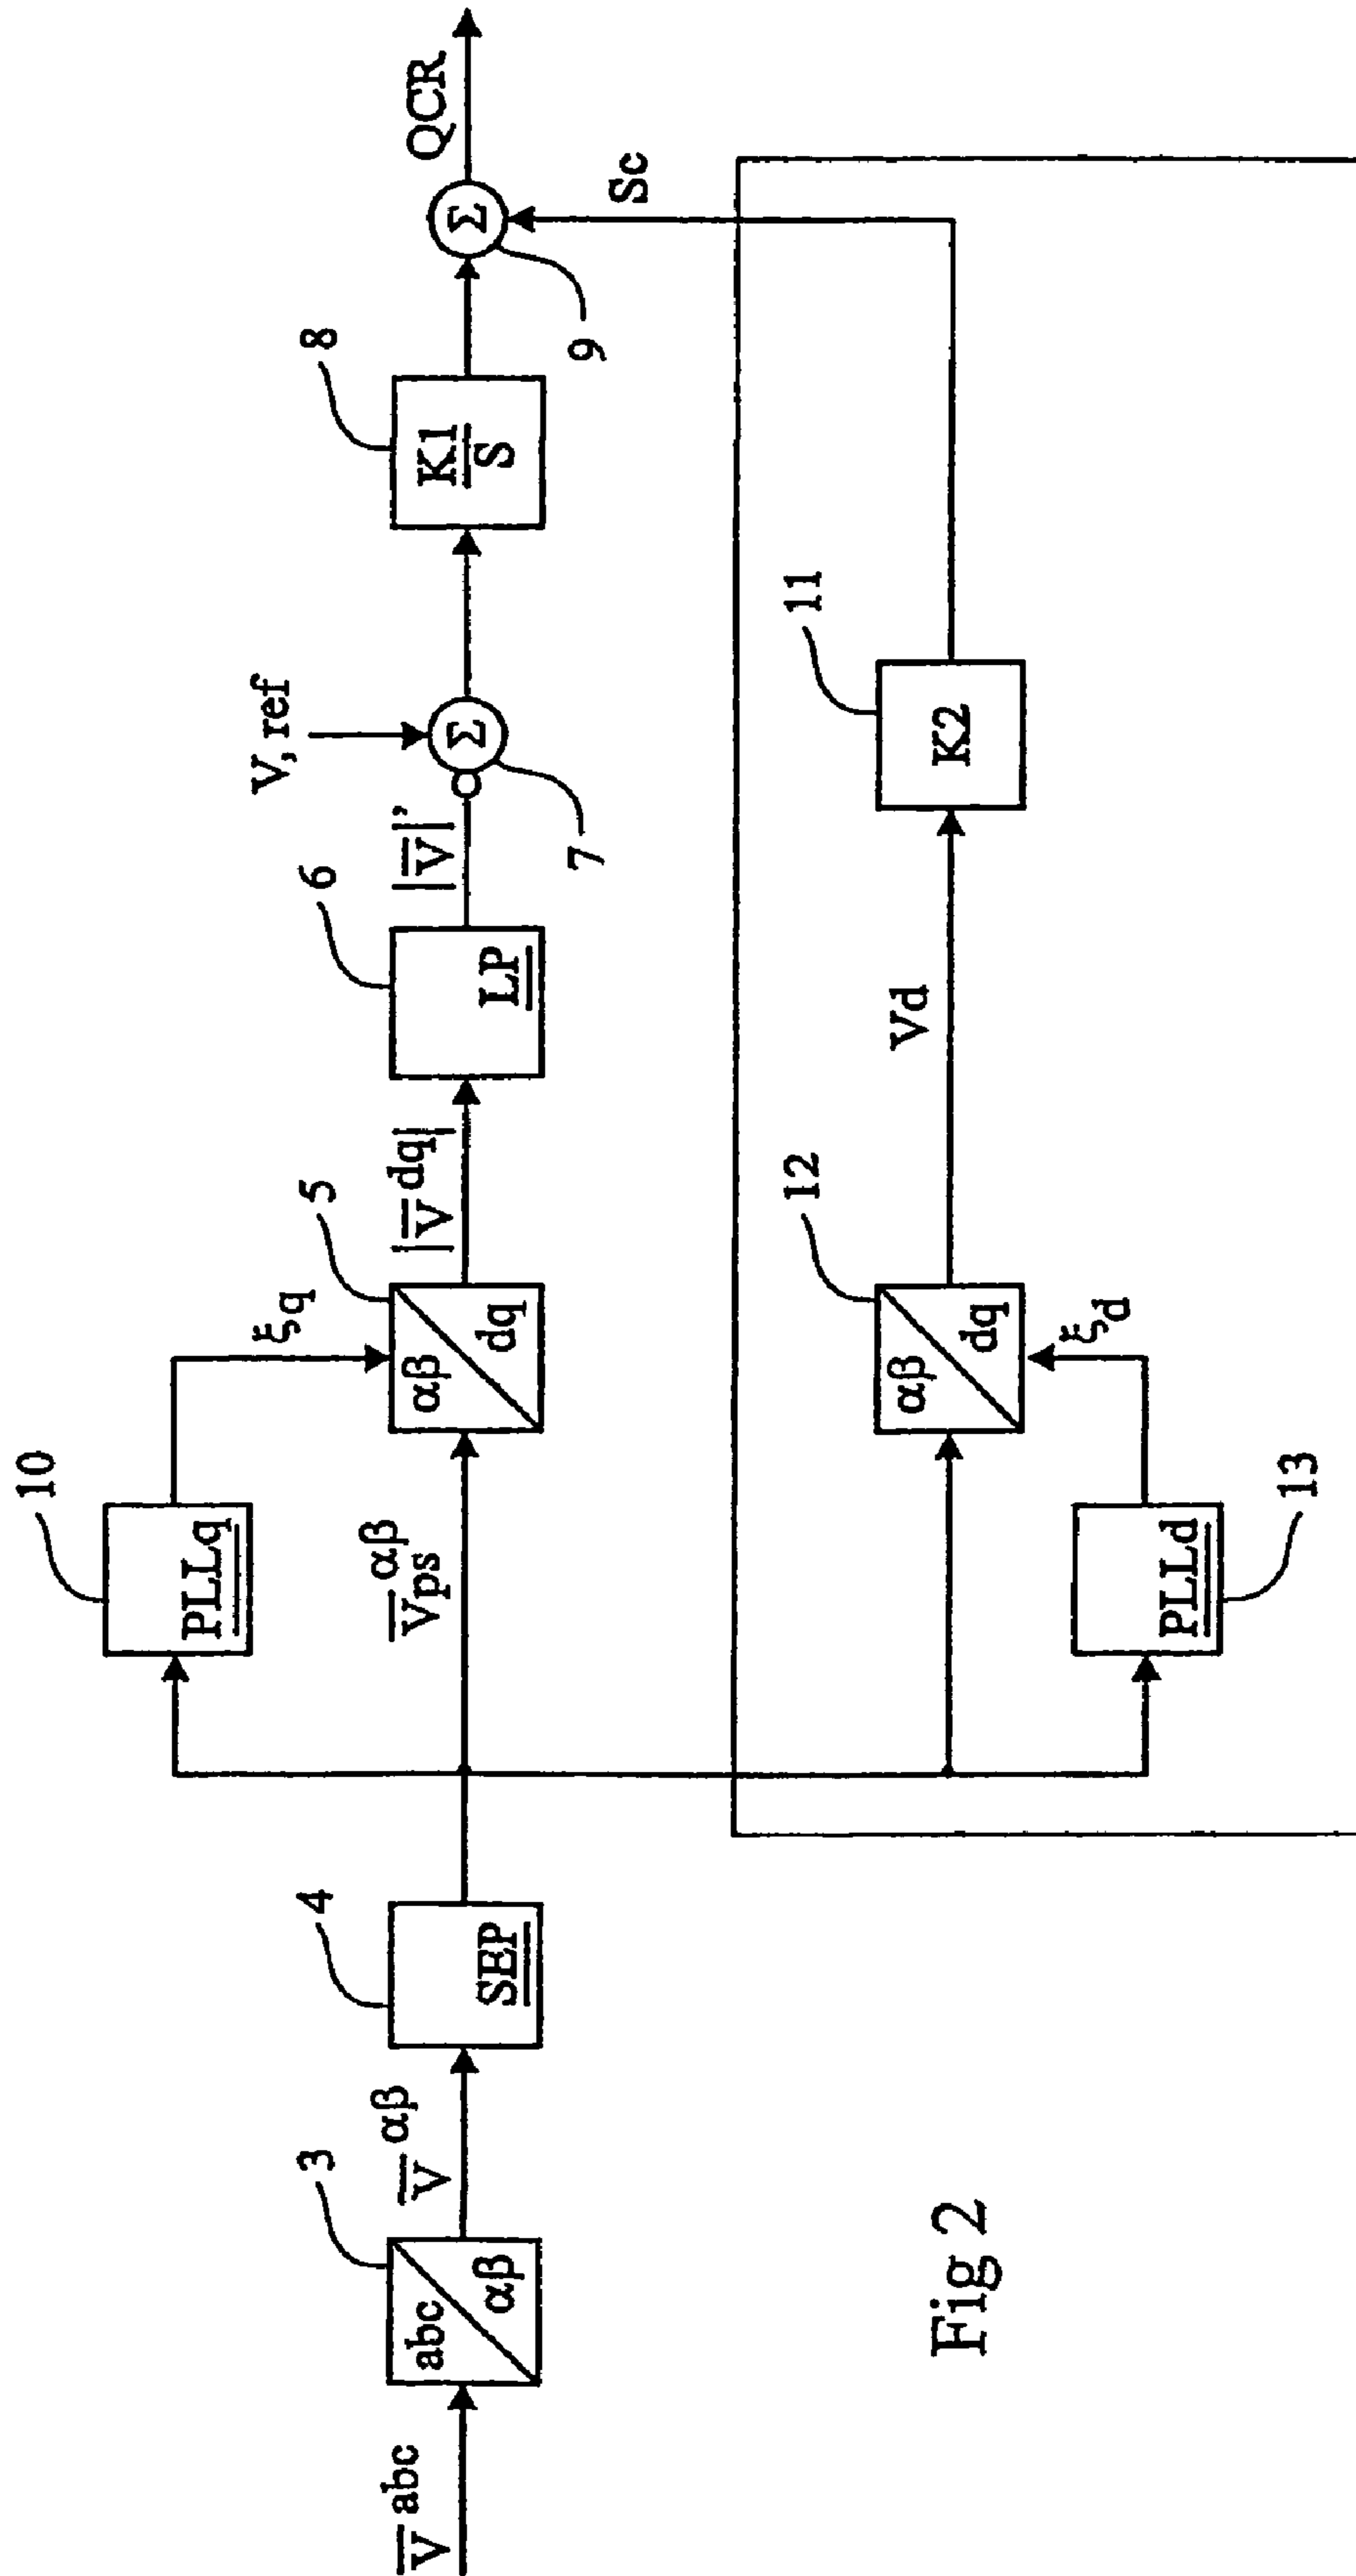 V̅ abc
3
abc
αβ
V̅ αβ
4
SEP
10
PLLq
ξq
V̅ps αβ
5
αβ
dq
|V̅ dq|
6
LP
|V̅|'
V, ref
Σ
7
8
K1
S
Σ
9
QCR
Sc
12
αβ
dq
ξd
PLLd
13
Vd
11
K2
Fig 2